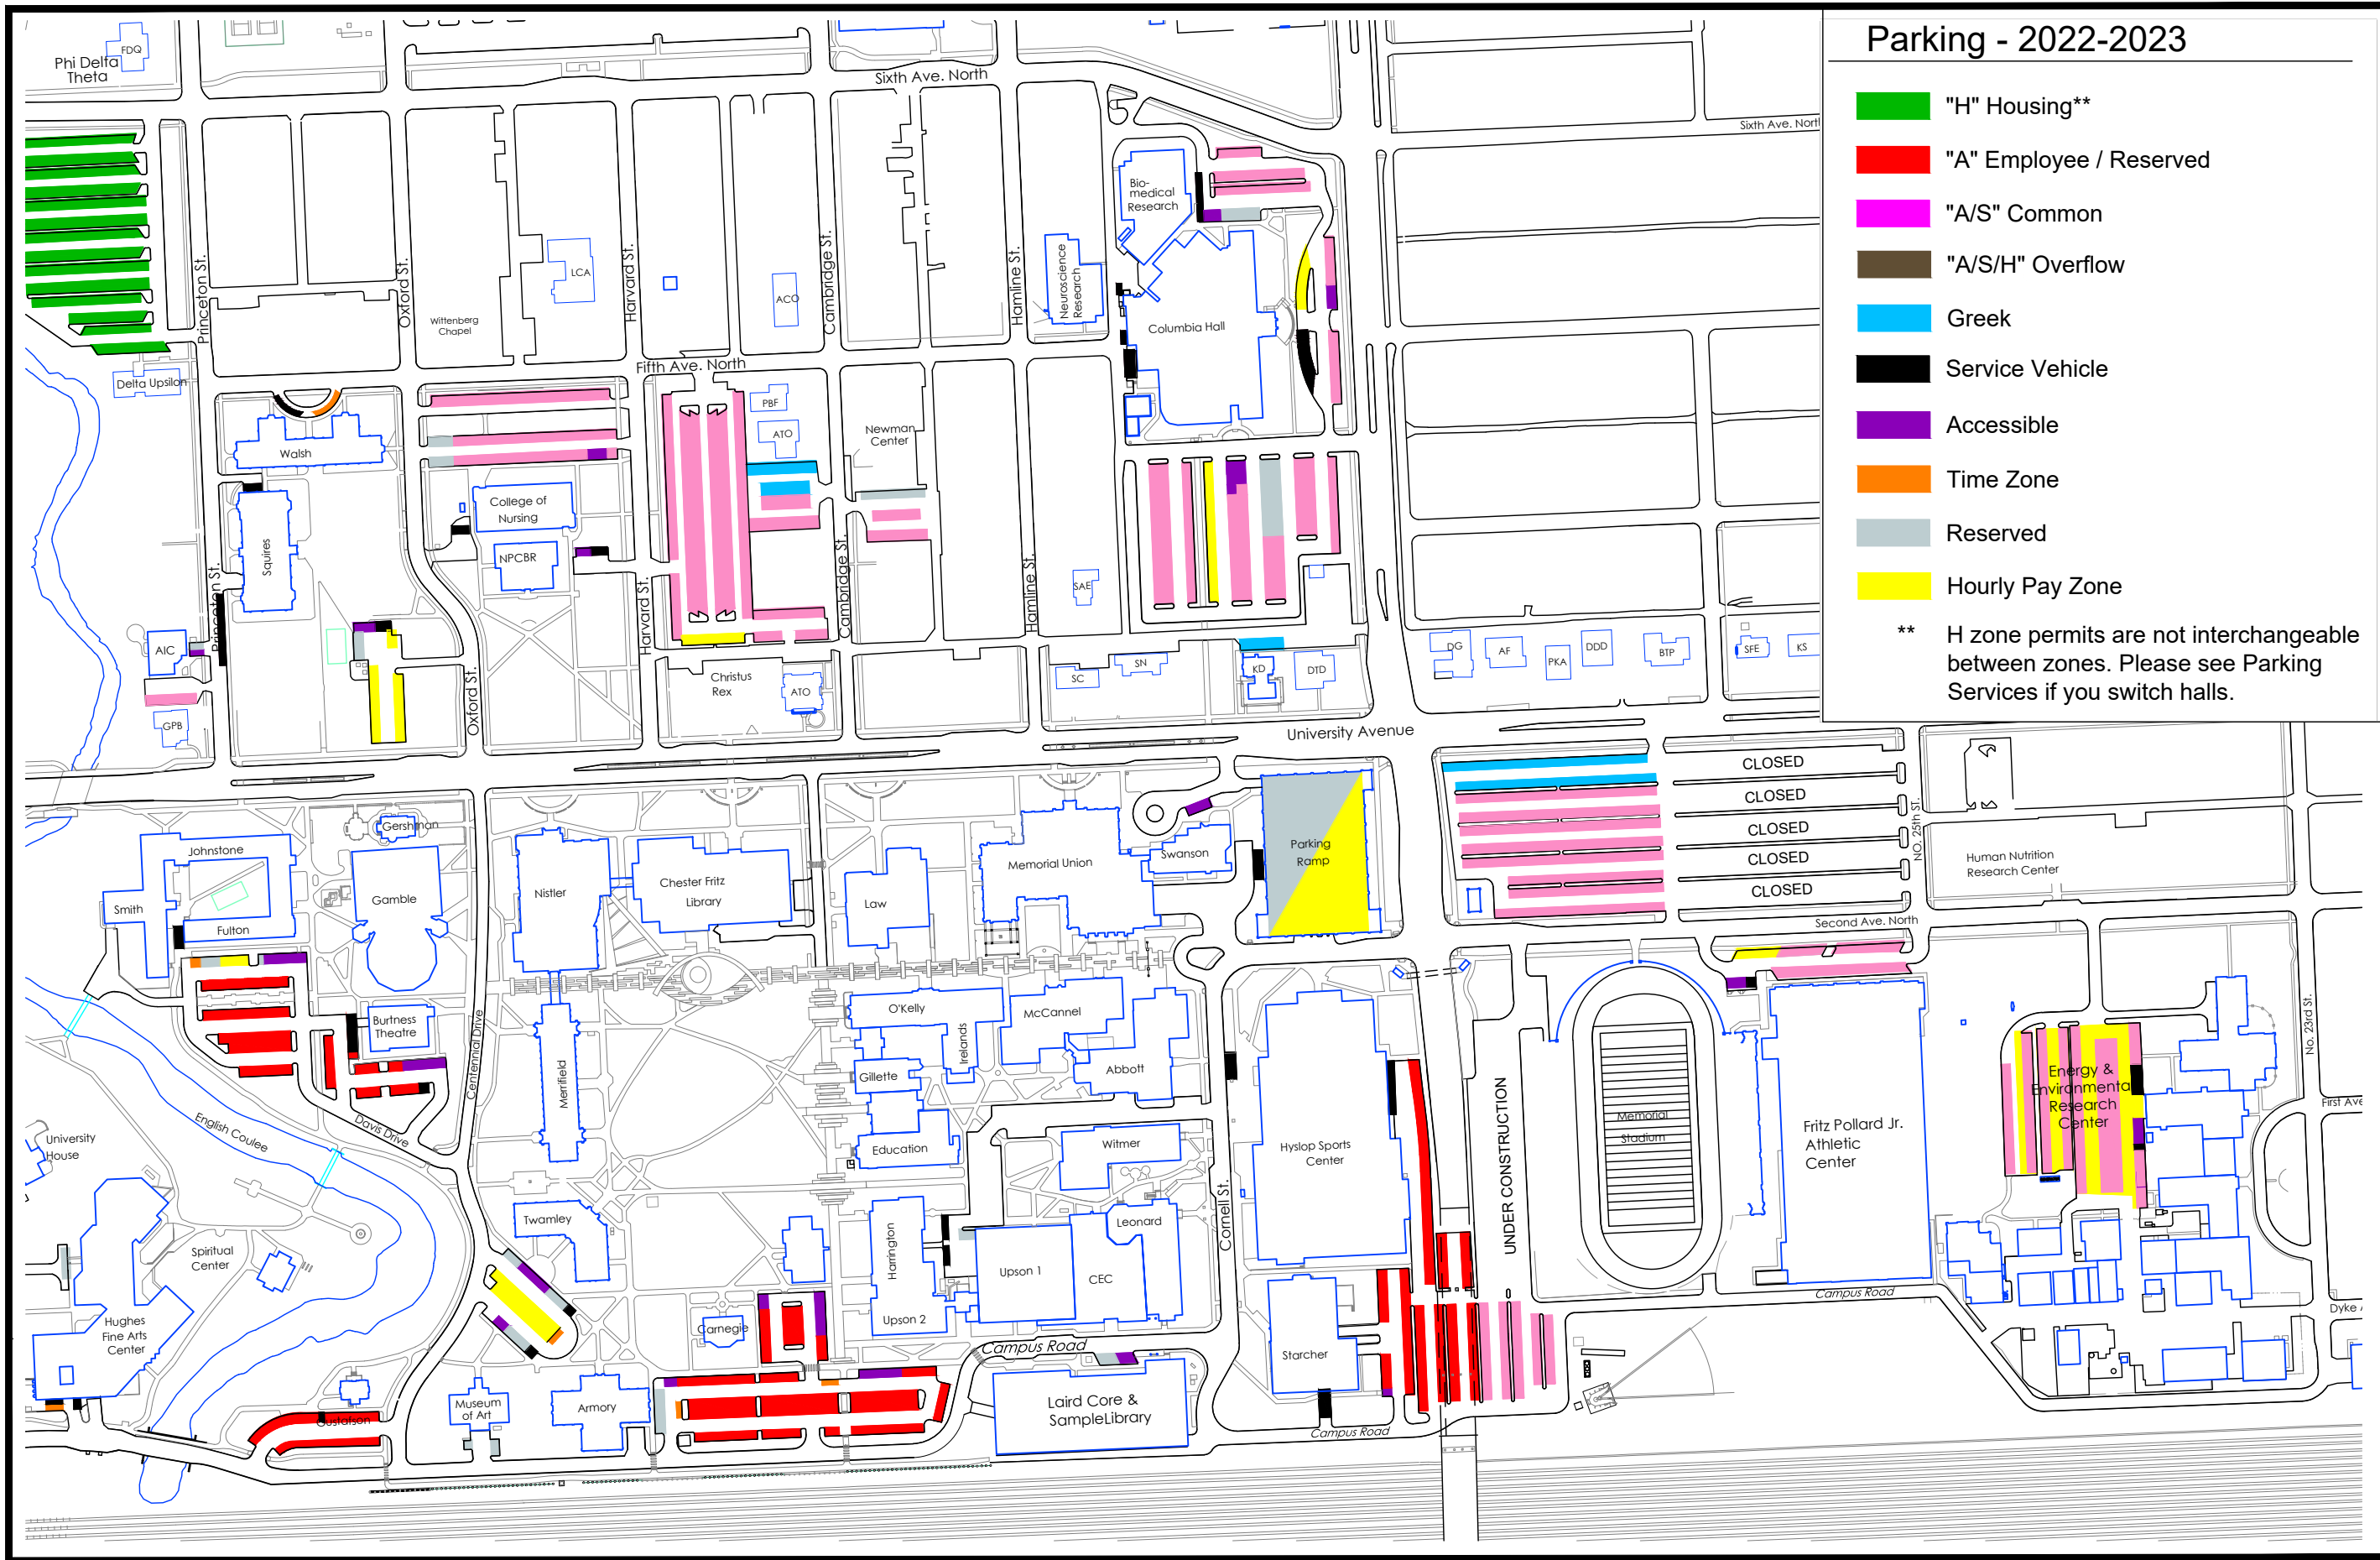 Parking - 2022-2023
"H" Housing**
"A" Employee / Reserved
"A/S" Common
"A/S/H" Overflow
Greek
Service Vehicle
Accessible
Time Zone
Reserved
Hourly Pay Zone
** H zone permits are not interchangeable
between zones. Please see Parking
Services if you switch halls.
FDQ
Phi Delta
Theta
Sixth Ave. North
Sixth Ave. North
Bio-
medical
Research
Princeton St.
Oxford St.
LCA
Harvard St.
ACO
Cambridge St.
Hamline St.
Neuroscience
Research
Columbia Hall
Wittenberg
Chapel
Fifth Ave. North
Delta Upsilon
PBF
ATO
Newman
Center
Walsh
College of
Nursing
NPCBR
Squires
Princeton St.
Harvard St.
Cambridge St.
Hamline St.
SAE
AIC
GPB
Oxford St.
Christus
Rex
ATO
SC
SN
KD
DTD
DG
AF
PKA
DDD
BTP
SFE
KS
University Avenue
CLOSED
CLOSED
CLOSED
CLOSED
CLOSED
NO. 25th ST.
Gershman
Johnstone
Smith
Fulton
Gamble
Nistler
Chester Fritz
Library
Law
Memorial Union
Swanson
Parking
Ramp
Human Nutrition
Research Center
Second Ave. North
Burtness
Theatre
Centennial Drive
Merrifield
O'Kelly
Irelands
McCannel
Gillette
Abbott
Education
Witmer
Hyslop Sports
Center
UNDER CONSTRUCTION
Memorial
Stadium
Fritz Pollard Jr.
Athletic
Center
Energy &
Environmental
Research
Center
No. 23rd St.
First Ave
English Coulee
Davis Drive
University
House
Spiritual
Center
Twamley
Harrington
Upson 1
Leonard
CEC
Cornell St.
Upson 2
Hughes
Fine Arts
Center
Carnegie
Campus Road
Starcher
Campus Road
Dyke A
Gustafson
Museum
of Art
Armory
Laird Core &
SampleLibrary
Campus Road